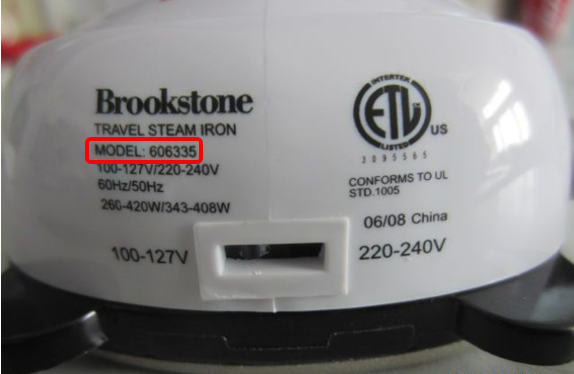 Brookstone
TRAVEL STEAM IRON
MODEL: 606335
100-127V/220-240V
60Hz/50Hz
260-420W/343-408W
INTERTEK
ETL
LISTED
US
3095565
CONFORMS TO UL
STD.1005
06/08 China
100-127V
220-240V